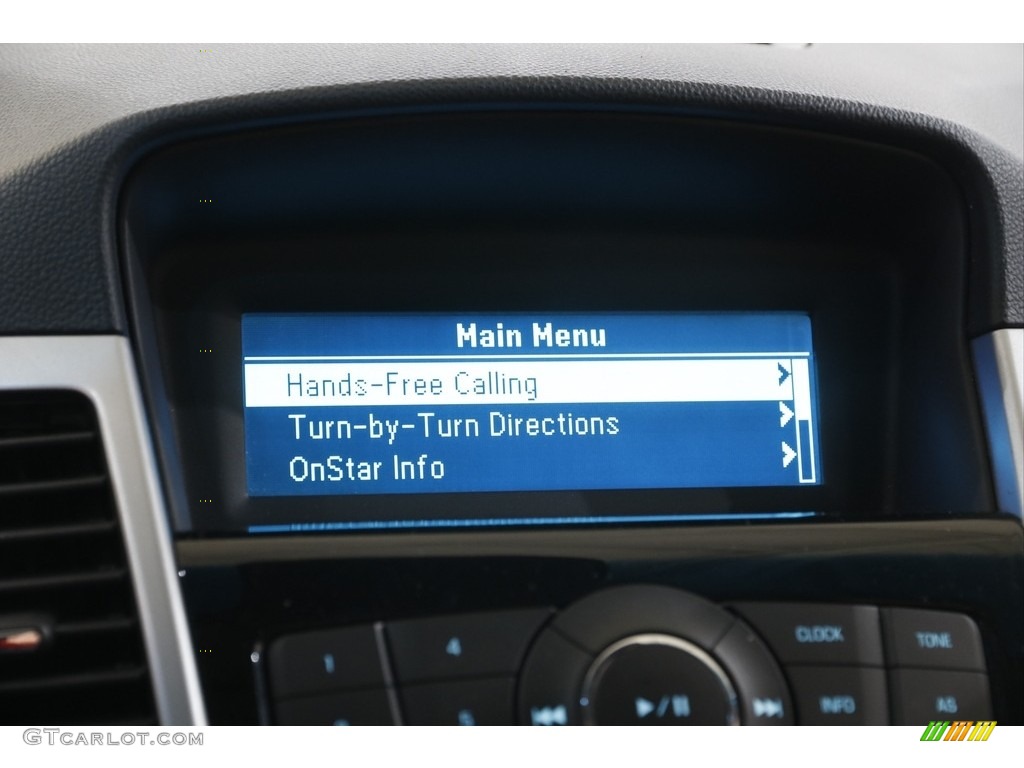 Main Menu
Hands-Free Calling
Turn-by-Turn Directions
OnStar Info
1
4
CLOCK
TONE
INFO
AS
GTCARLOT.COM